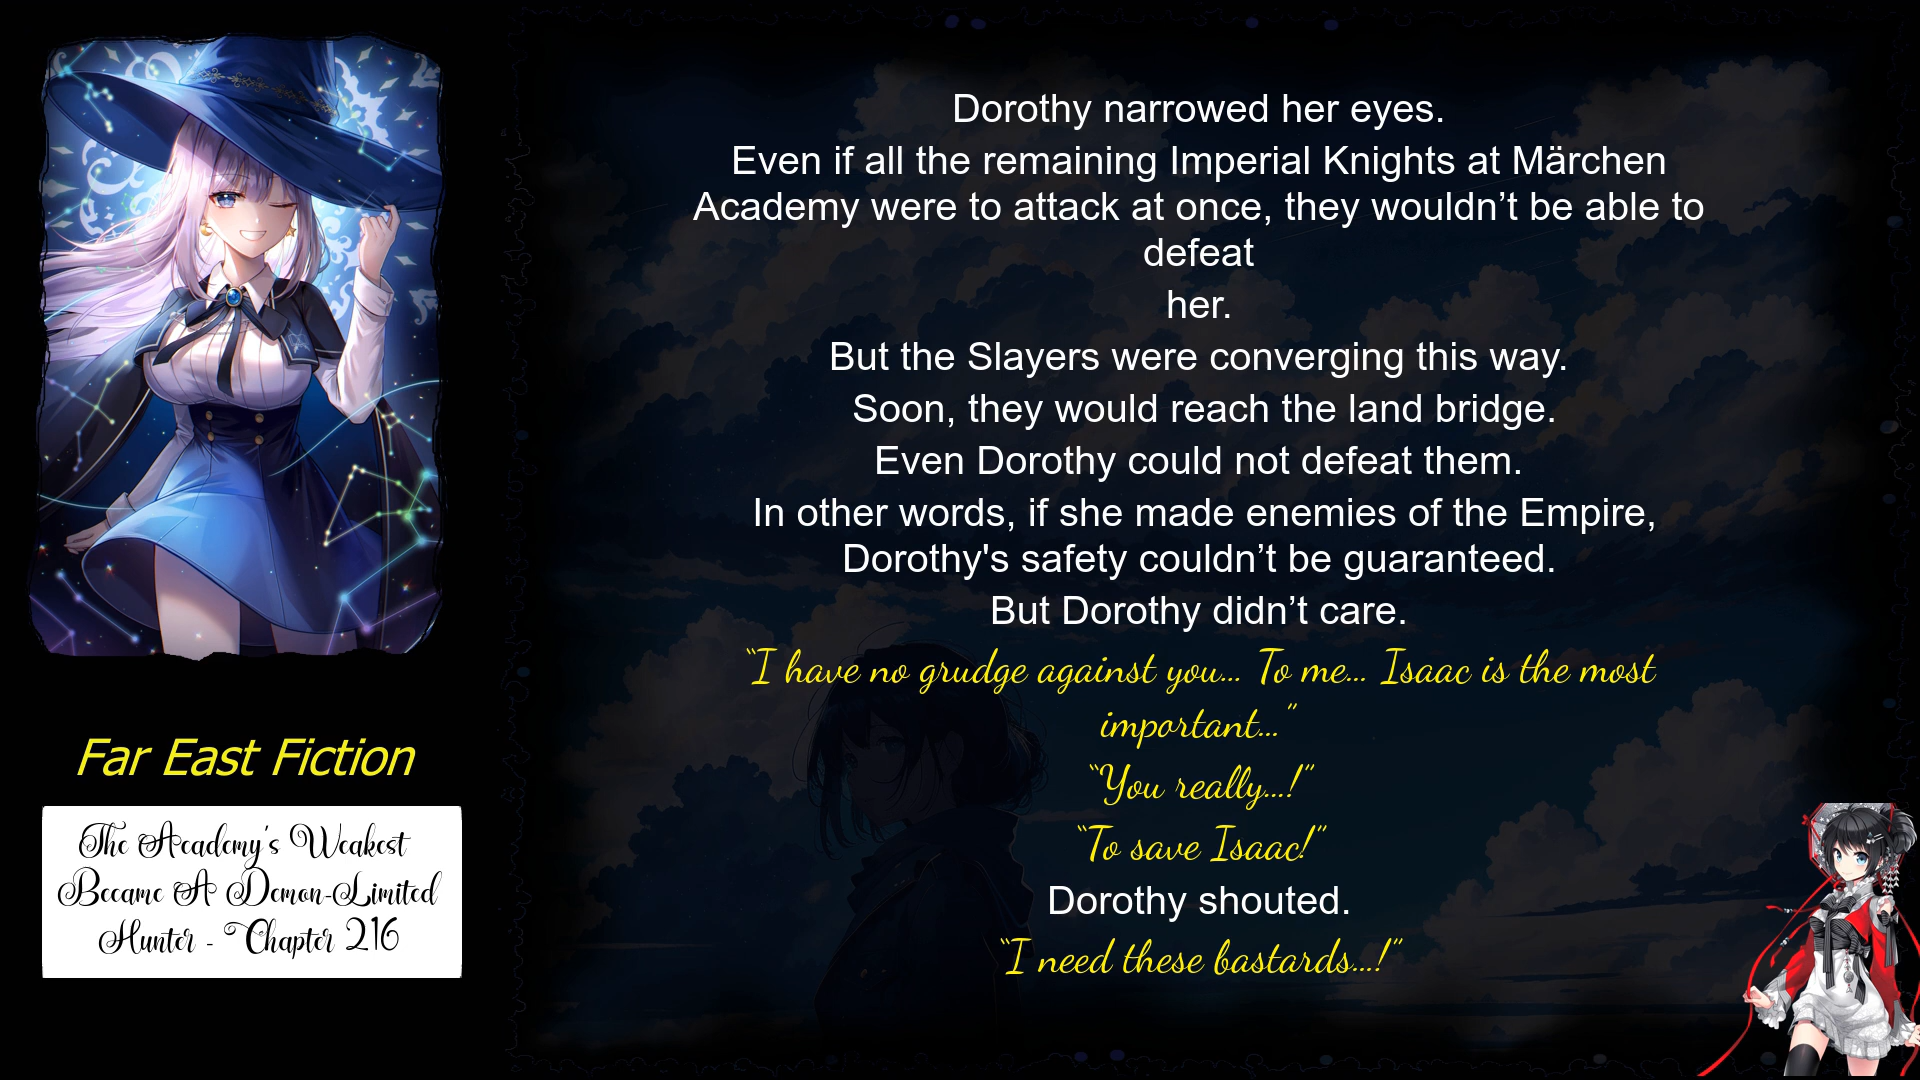 Dorothy narrowed her eyes.
Even if all the remaining Imperial Knights at Märchen
Academy were to attack at once, they wouldn’t be able to
defeat
her.
But the Slayers were converging this way.
Soon, they would reach the land bridge.
Even Dorothy could not defeat them.
In other words, if she made enemies of the Empire,
Dorothy's safety couldn’t be guaranteed.
But Dorothy didn’t care.
“I have no grudge against you… To me… Isaac is the most
important…”
“You really…!”
“To save Isaac!”
Dorothy shouted.
“I need these bastards…!”
Far East Fiction
The Academy's Weakest
Became A Demon-Limited
Hunter - Chapter 216